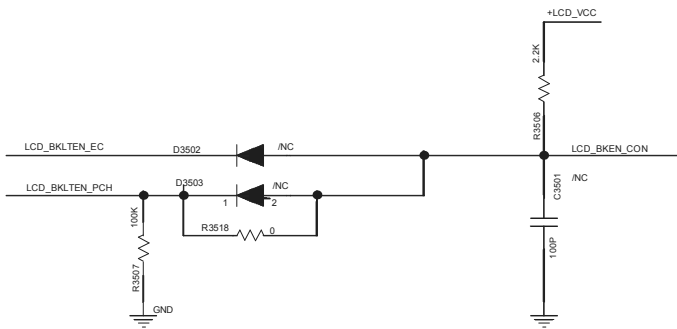 +LCD_VCC
2.2K
R3506
LCD_BKLTEN_EC
D3502
/NC
LCD_BKEN_CON
LCD_BKLTEN_PCH
D3503
/NC
1
2
C3501
/NC
100K
R3518
0
R3507
100P
GND